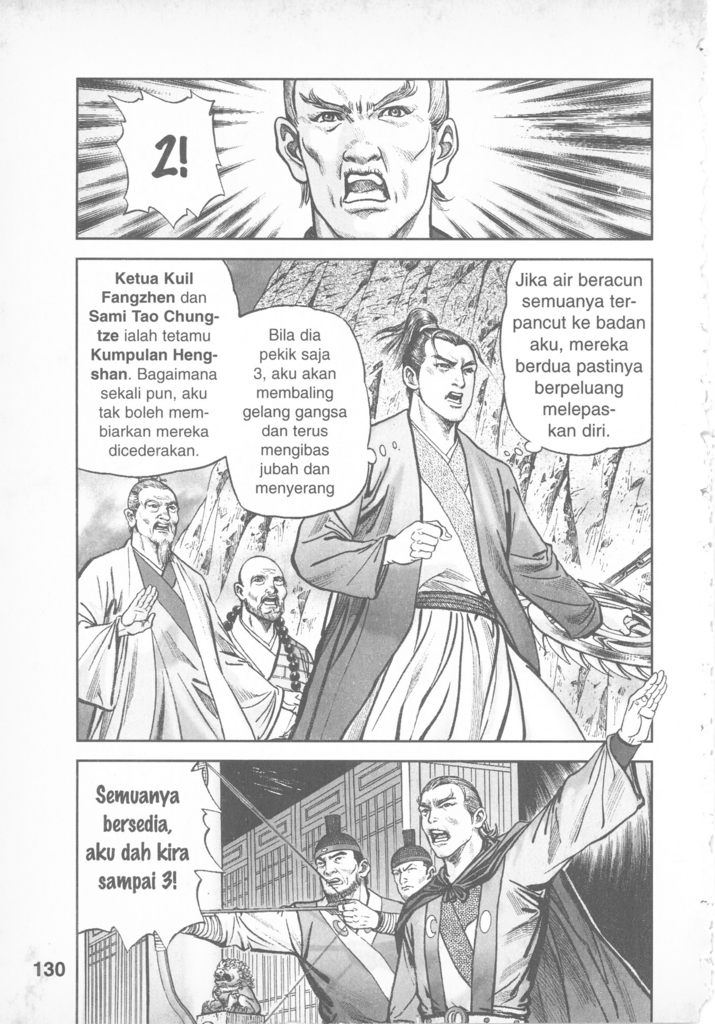 2!
Ketua Kuil
Fangzhen dan
Sami Tao Chung-
tze ialah tetamu
Kumpulan Heng-
shan. Bagaimana
sekali pun, aku
tak boleh mem-
biarkan mereka
dicederakan.
Bila dia
pekik saja
3, aku akan
membaling
gelang gangsa
dan terus
mengibas
jubah dan
menyerang
Jika air beracun
semuanya ter-
pancut ke badan
aku, mereka
berdua pastinya
berpeluang
melepas-
kan diri.
Semuanya
bersedia,
aku dah kira
sampai 3!
130